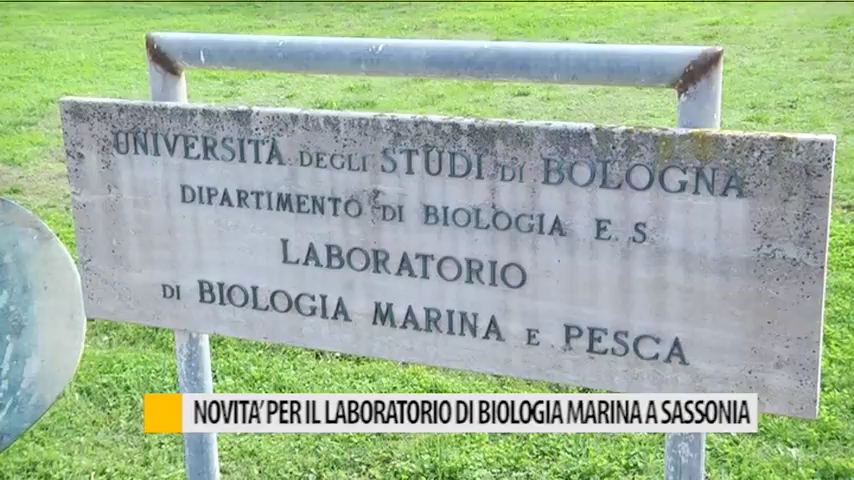 UNIVERSITÀ DEGLI STUDI DI BOLOGNA
DIPARTIMENTO DI BIOLOGIA E. S
LABORATORIO
DI BIOLOGIA MARINA E PESCA
NOVITA' PER IL LABORATORIO DI BIOLOGIA MARINA A SASSONIA